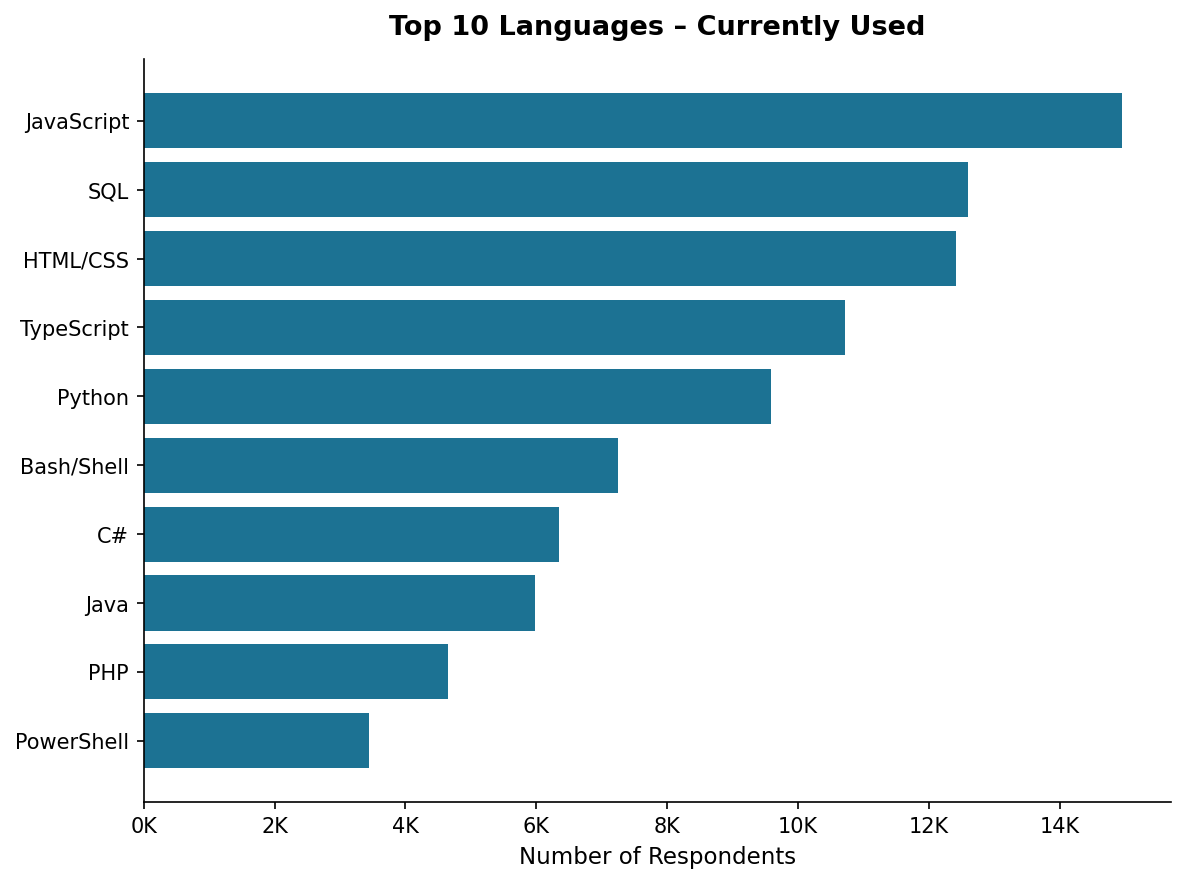 Top 10 Languages – Currently Used
JavaScript
SQL
HTML/CSS
TypeScript
Python
Bash/Shell
C#
Java
PHP
PowerShell
0K 2K 4K 6K 8K 10K 12K 14K
Number of Respondents